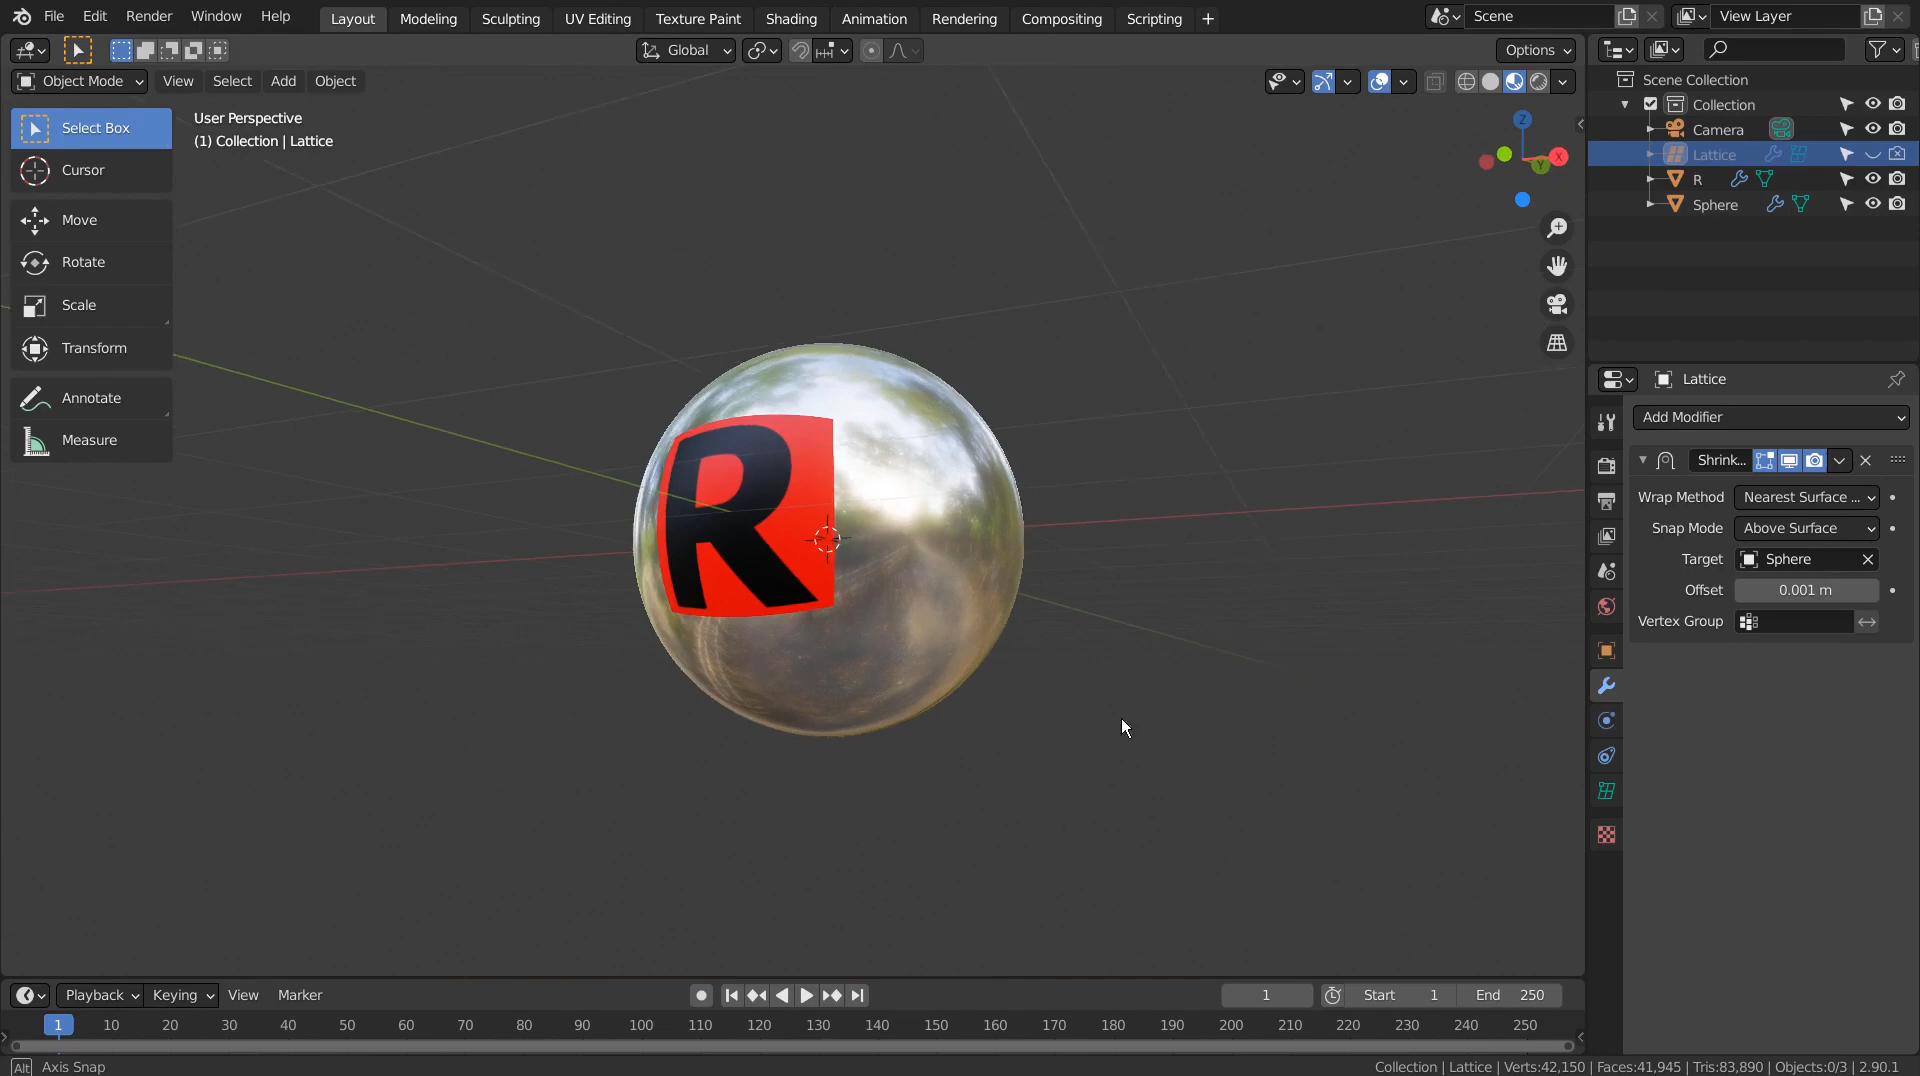 File Edit Render Window Help Layout Modeling Sculpting UV Editing Texture Paint Shading Animation Rendering Compositing Scripting + Scene View Layer
Global Options
Object Mode View Select Add Object
Scene Collection
Collection
Camera
Lattice
R
Sphere
Select Box
Cursor
Move
Rotate
Scale
Transform
Annotate
Measure
User Perspective
(1) Collection | Lattice
Z
X
Y
R
Lattice
Add Modifier
Shrink...
Wrap Method Nearest Surface ...
Snap Mode Above Surface
Target Sphere
Offset 0.001 m
Vertex Group
Playback Keying View Marker 1 Start 1 End 250
1 10 20 30 40 50 60 70 80 90 100 110 120 130 140 150 160 170 180 190 200 210 220 230 240 250
Alt Axis Snap Collection | Lattice | Verts:42,150 | Faces:41,945 | Tris:83,890 | Objects:0/3 | 2.90.1